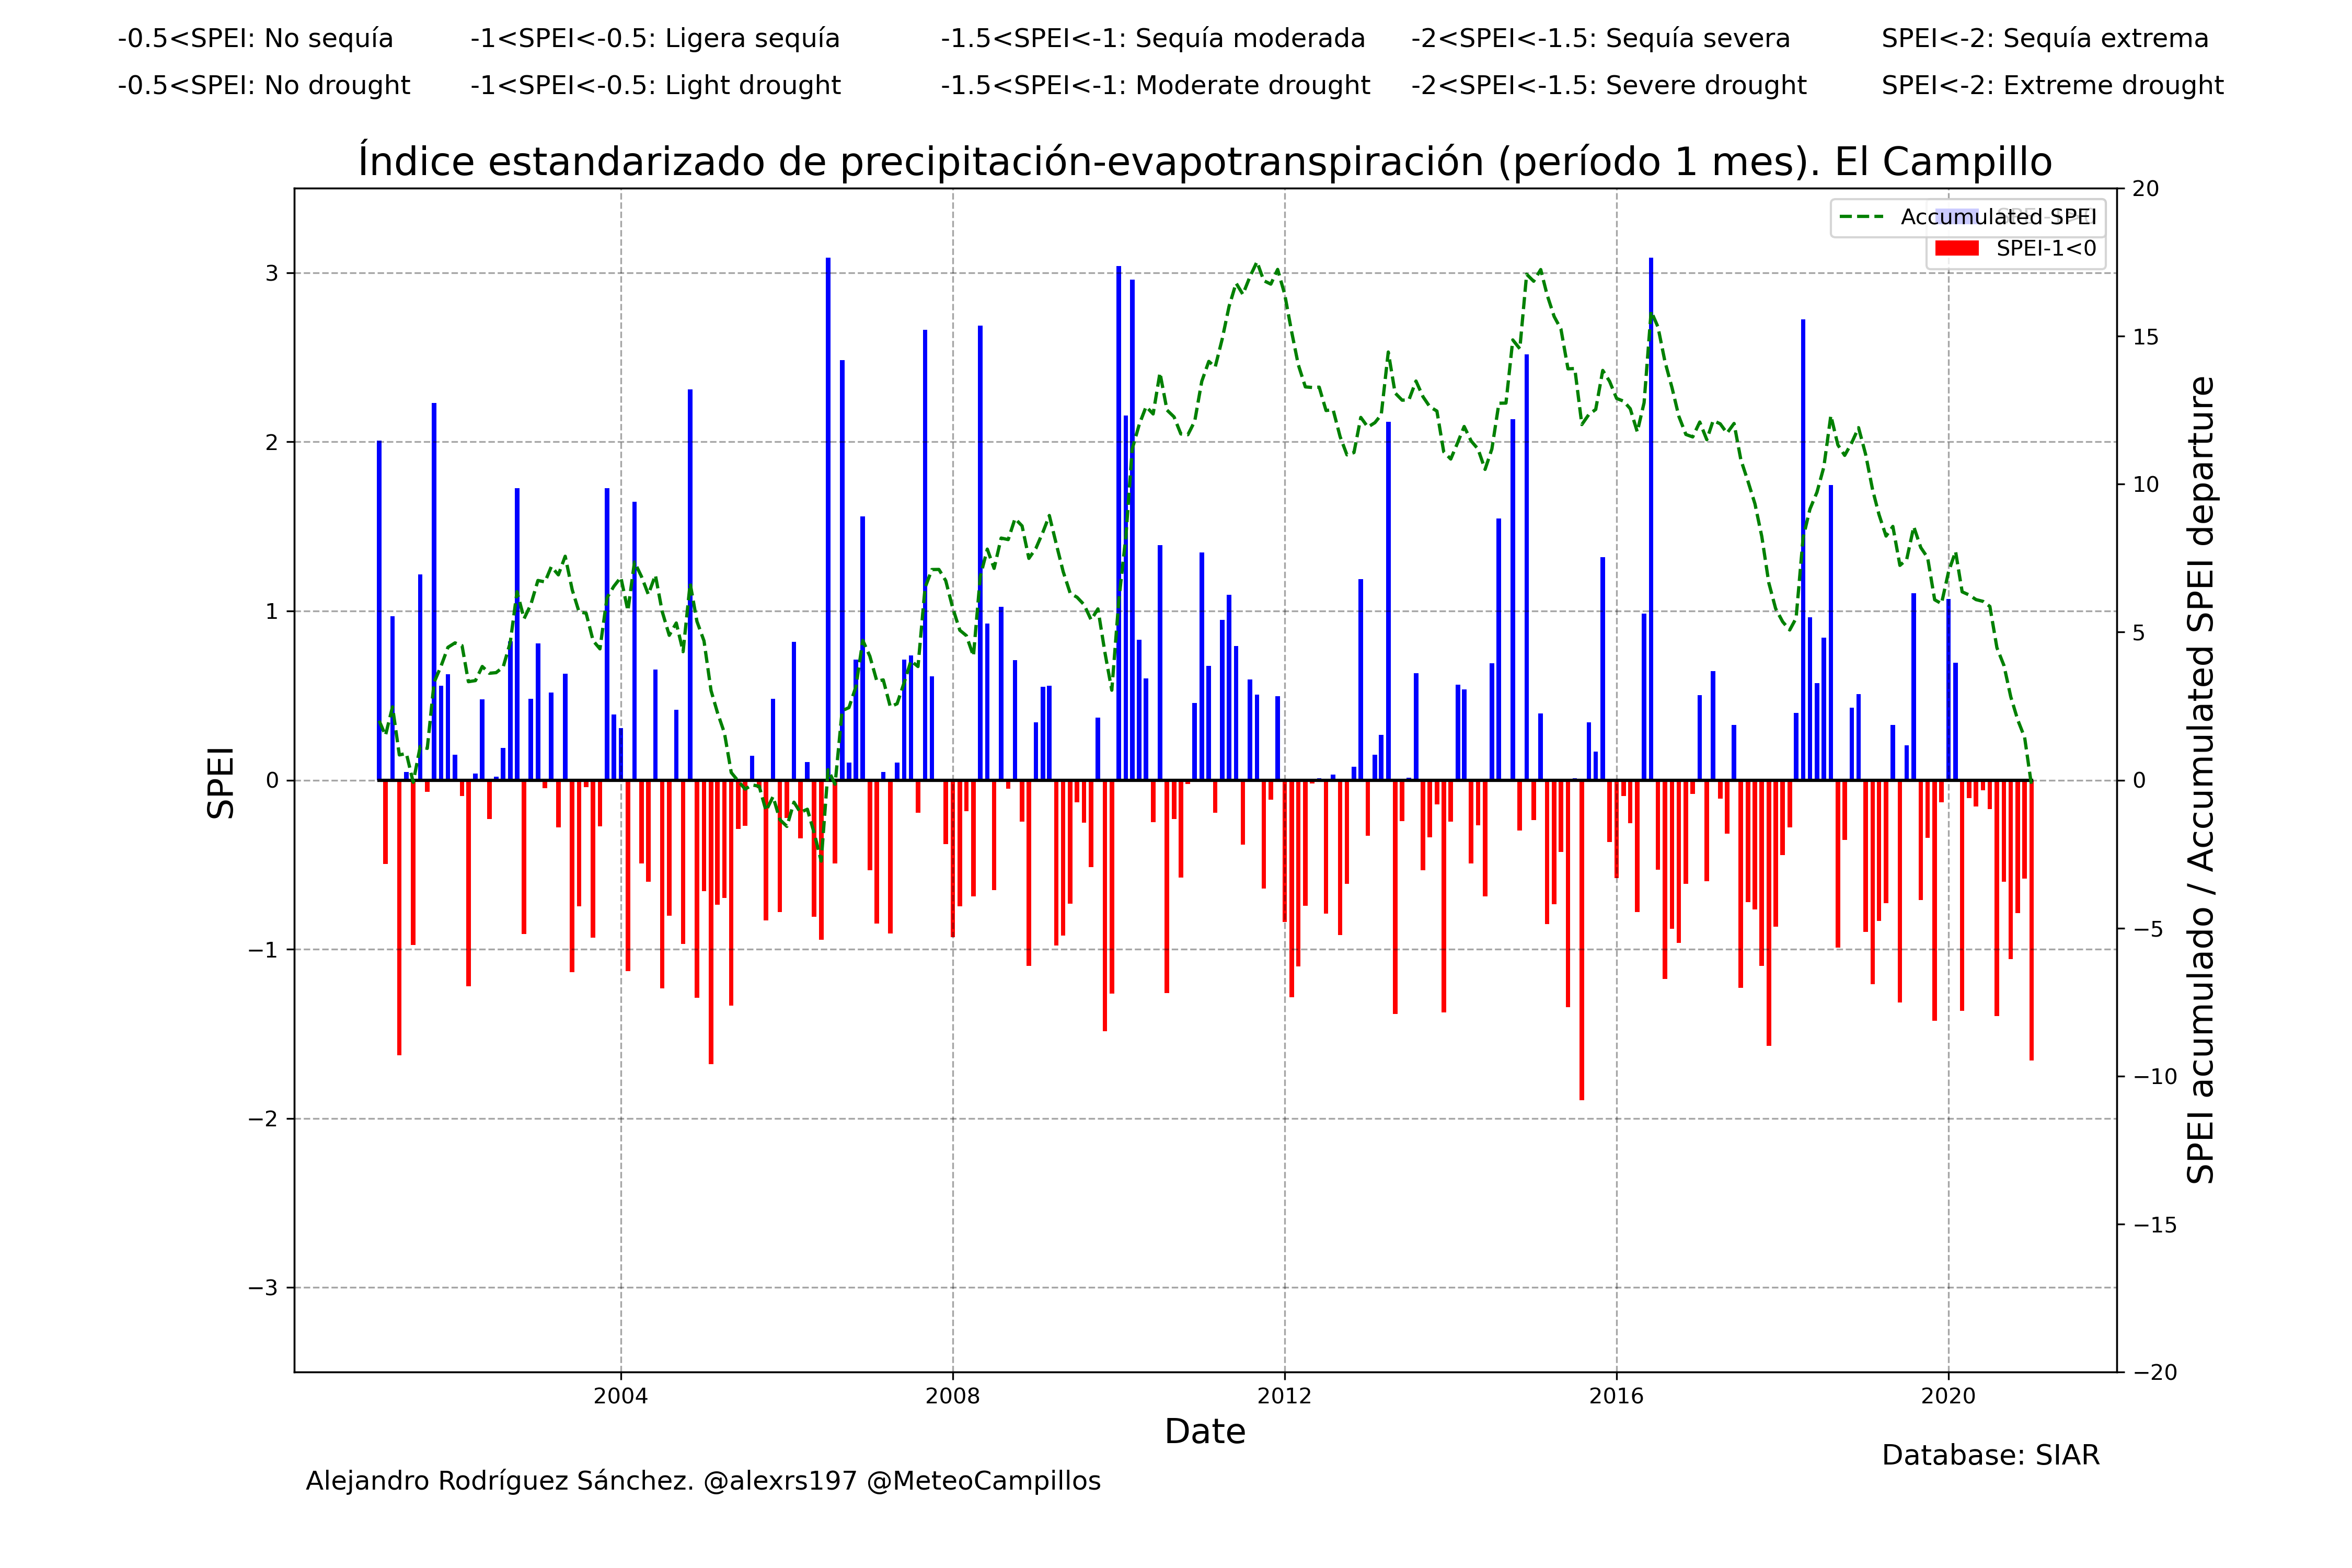 -0.5<SPEI: No sequía -1<SPEI<-0.5: Ligera sequía -1.5<SPEI<-1: Sequía moderada -2<SPEI<-1.5: Sequía severa SPEI<-2: Sequía extrema
-0.5<SPEI: No drought -1<SPEI<-0.5: Light drought -1.5<SPEI<-1: Moderate drought -2<SPEI<-1.5: Severe drought SPEI<-2: Extreme drought
Índice estandarizado de precipitación-evapotranspiración (período 1 mes). El Campillo
Accumulated SPEI
SPEI-1<0
SPEI
3
2
1
0
−1
−2
−3
20
15
10
5
0
−5
−10
−15
−20
SPEI acumulado / Accumulated SPEI departure
2004 2008 2012 2016 2020
Date
Database: SIAR
Alejandro Rodríguez Sánchez. @alexrs197 @MeteoCampillos